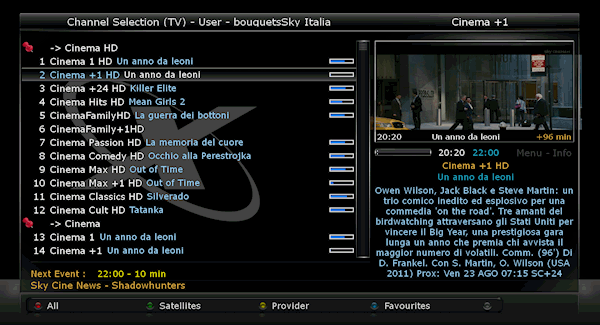 Channel Selection (TV) - User - bouquetsSky Italia
Cinema +1
-> Cinema HD
1 Cinema 1 HD Un anno da leoni
2 Cinema +1 HD Un anno da leoni
3 Cinema +24 HD Killer Elite
4 Cinema Hits HD Mean Girls 2
5 CinemaFamilyHD La guerra dei bottoni
6 CinemaFamily+1HD
7 Cinema Passion HD La memoria del cuore
8 Cinema Comedy HD Occhio alla Perestrojka
9 Cinema Max HD Out of Time
10 Cinema Max +1 HD Out of Time
11 Cinema Classics HD Silverado
12 Cinema Cult HD Tatanka
-> Cinema
13 Cinema 1 Un anno da leoni
14 Cinema +1 Un anno da leoni
Next Event : 22:00 - 10 min
Sky Cine News - Shadowhunters
20:20 Un anno da leoni +96 min
20:20 22:00 Menu - Info
Cinema +1 HD
Un anno da leoni
Owen Wilson, Jack Black e Steve Martin: un
trio comico inedito ed esplosivo per una
commedia 'on the road'. Tre amanti del
birdwatching attraversano gli Stati Uniti per
vincere il Big Year, una prestigiosa gara
lunga un anno che premia chi avvista il
maggior numero di volatili. Comm. (96') Di
D. Frankel. Con S. Martin, O. Wilson (USA
2011) Prox: Ven 23 AGO 07:15 SC+24
All
Satellites
Provider
Favourites